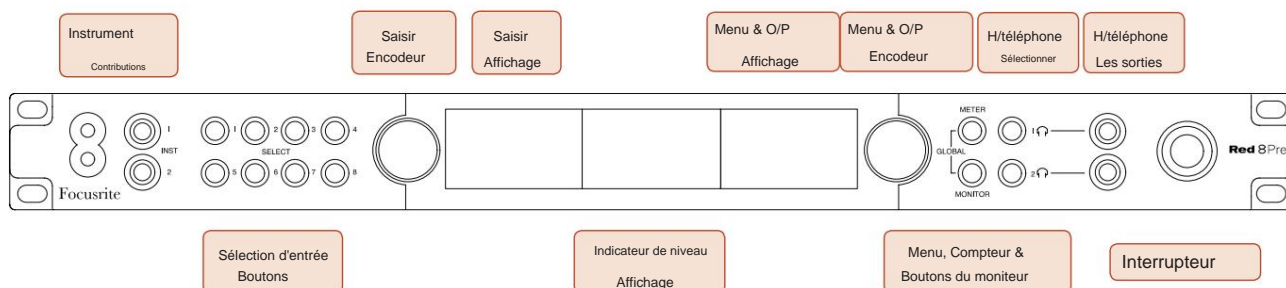 Instrument
Contributions
Saisir
Encodeur
Saisir
Affichage
Menu & O/P
Affichage
Menu & O/P
Encodeur
H/téléphone
Sélectionner
H/téléphone
Les sorties
1
INST
2
1
2
3
4
SELECT
5
6
7
8
Focusrite
METER
GLOBAL
MONITOR
1
2
Red 8Pre
Sélection d'entrée
Boutons
Indicateur de niveau
Affichage
Menu, Compteur &
Boutons du moniteur
Interrupteur